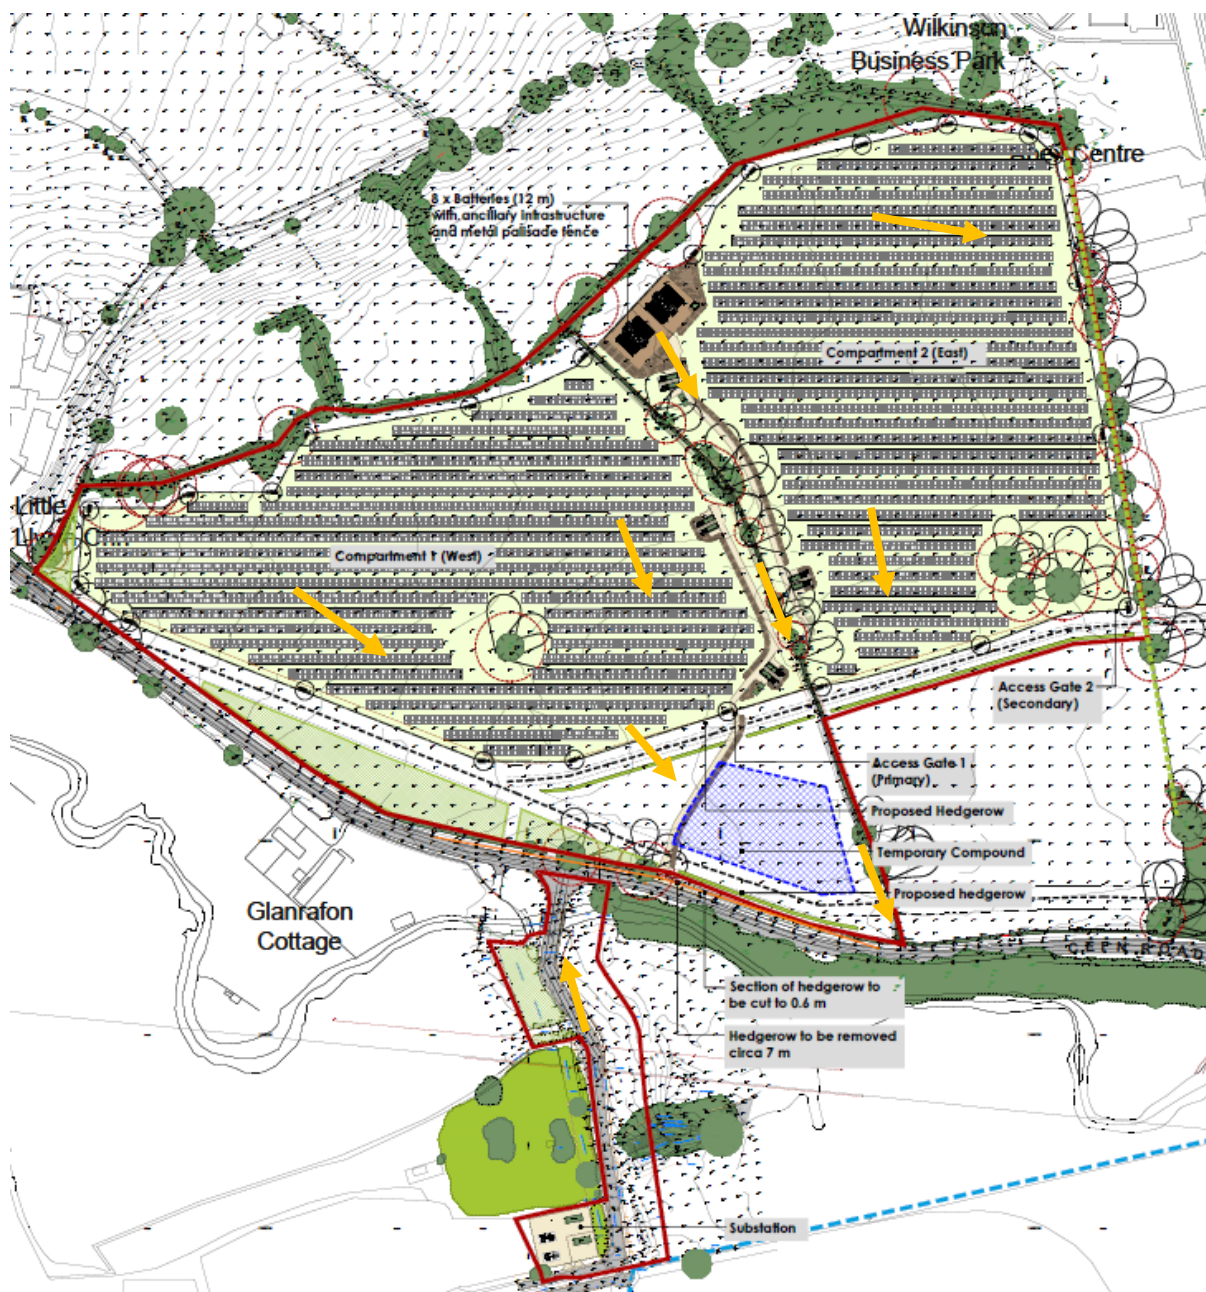 Wilkinson
Business Park
Centre
8 x Batteries (12 m)
with ancillary infrastructure
and metal palisade fence
Compartment 2 (East)
Little
Compartment 1 (West)
Access Gate 2
(Secondary)
Access Gate 1
(Primary)
Proposed Hedgerow
Temporary Compound
Proposed hedgerow
Glanrafon
Cottage
GEEN ROAD
Section of hedgerow to
be cut to 0.6 m
Hedgerow to be removed
circa 7 m
Substation